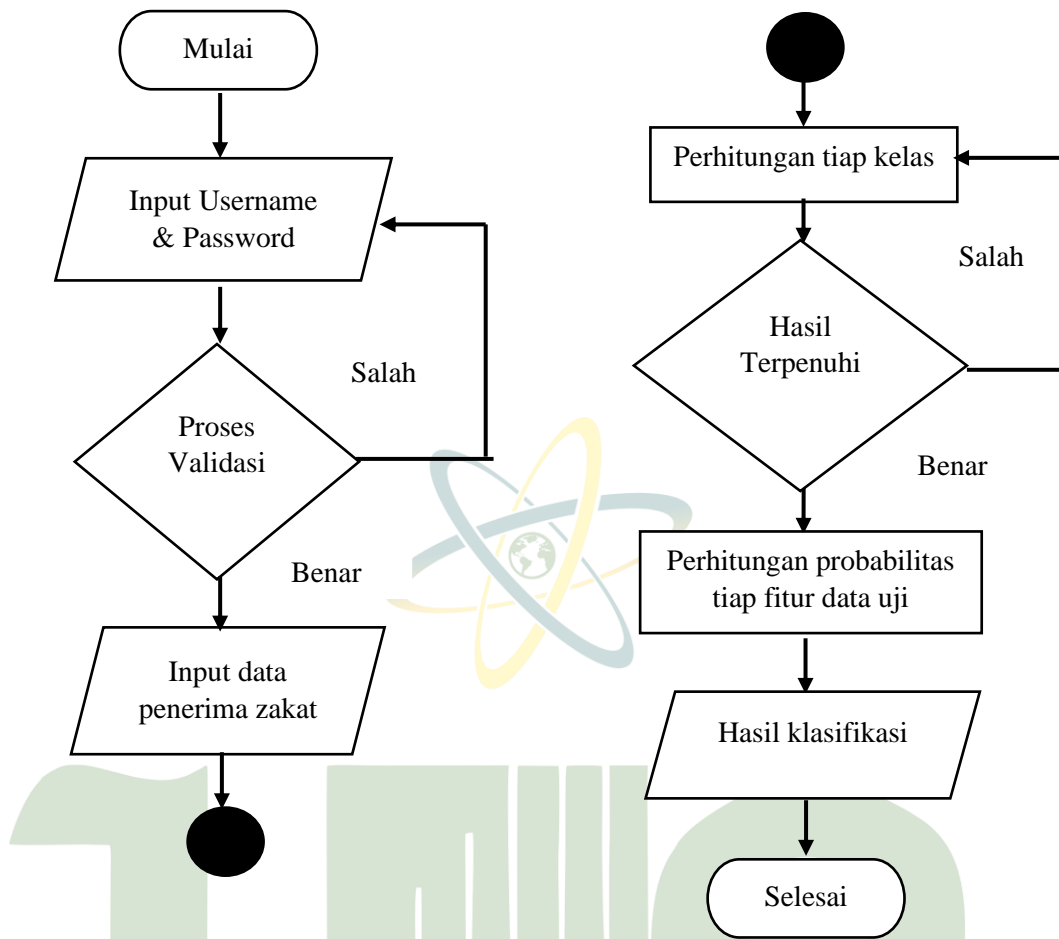 Mulai
Input Username
& Password
Salah
Proses
Validasi
Benar
Input data
penerima zakat
Perhitungan tiap kelas
Salah
Hasil
Terpenuhi
Benar
Perhitungan probabilitas
tiap fitur data uji
Hasil klasifikasi
Selesai